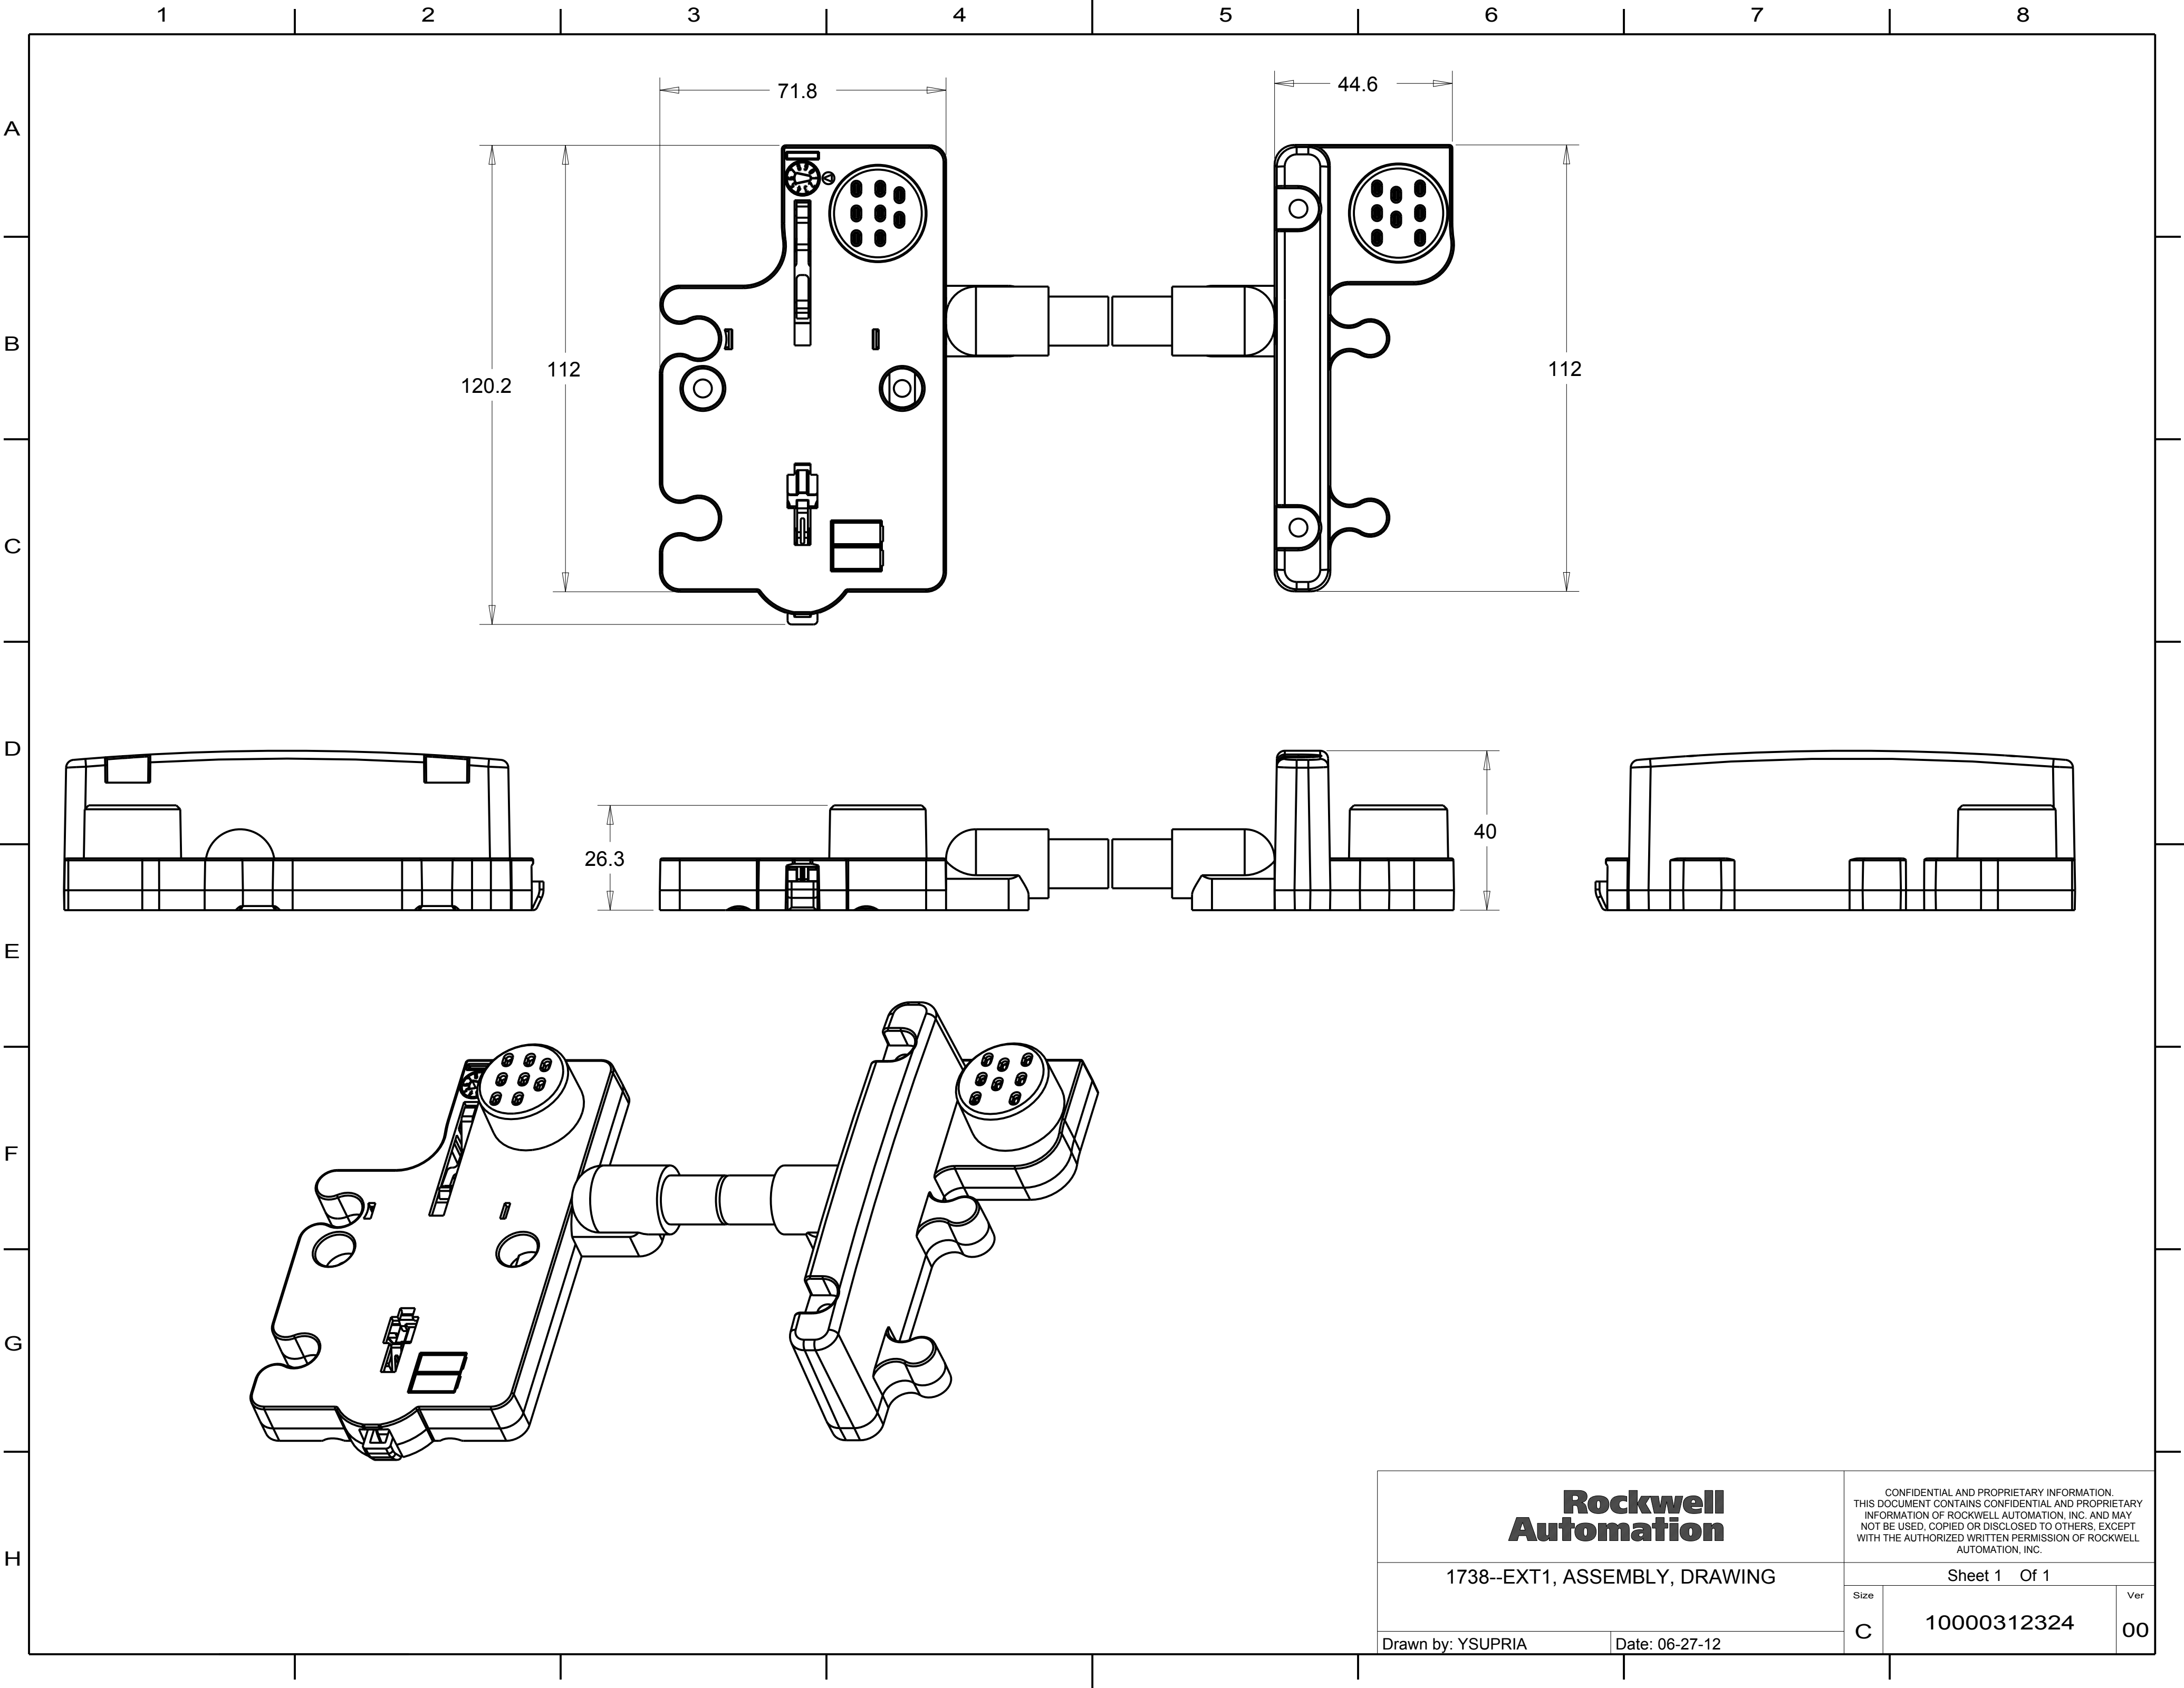 1 2 3 4 5 6 7 8
A
B
C
D
E
F
G
H
71.8
44.6
120.2
112
112
26.3
40
Rockwell
Automation
CONFIDENTIAL AND PROPRIETARY INFORMATION.
THIS DOCUMENT CONTAINS CONFIDENTIAL AND PROPRIETARY
INFORMATION OF ROCKWELL AUTOMATION, INC. AND MAY
NOT BE USED, COPIED OR DISCLOSED TO OTHERS, EXCEPT
WITH THE AUTHORIZED WRITTEN PERMISSION OF ROCKWELL
AUTOMATION, INC.
1738--EXT1, ASSEMBLY, DRAWING
Sheet 1 Of 1
Size
C
10000312324
Ver
00
Drawn by: YSUPRIA
Date: 06-27-12